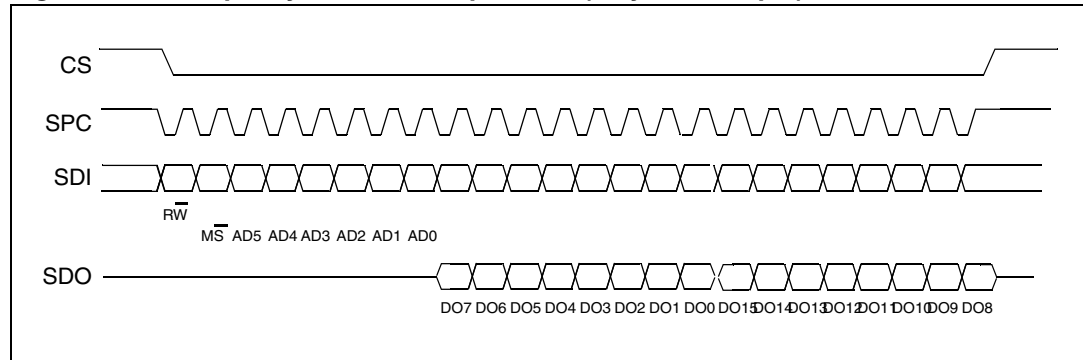 CS
SPC
SDI
RW̅
MS̅ AD5 AD4 AD3 AD2 AD1 AD0
SDO
DO7 DO6 DO5 DO4 DO3 DO2 DO1 DO0 DO15 DO14 DO13 DO12 DO11 DO10 DO9 DO8